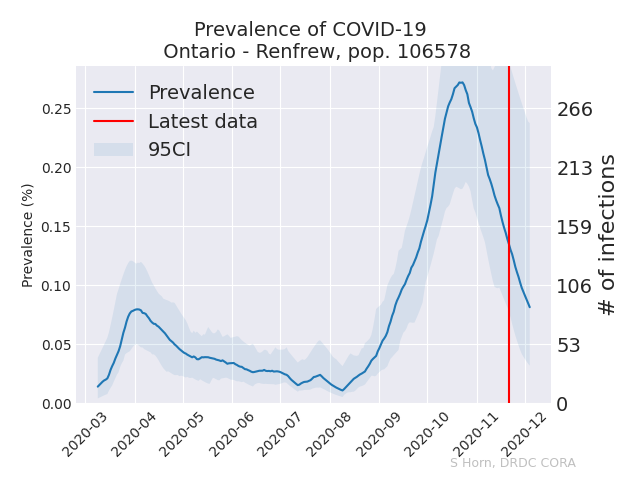 Prevalence of COVID-19
Ontario - Renfrew, pop. 106578
Prevalence
Latest data
95CI
Prevalence (%)
0.25
0.20
0.15
0.10
0.05
0.00
266
213
159
106
53
0
# of infections
2020-03
2020-04
2020-05
2020-06
2020-07
2020-08
2020-09
2020-10
2020-11
2020-12
S Horn, DRDC CORA